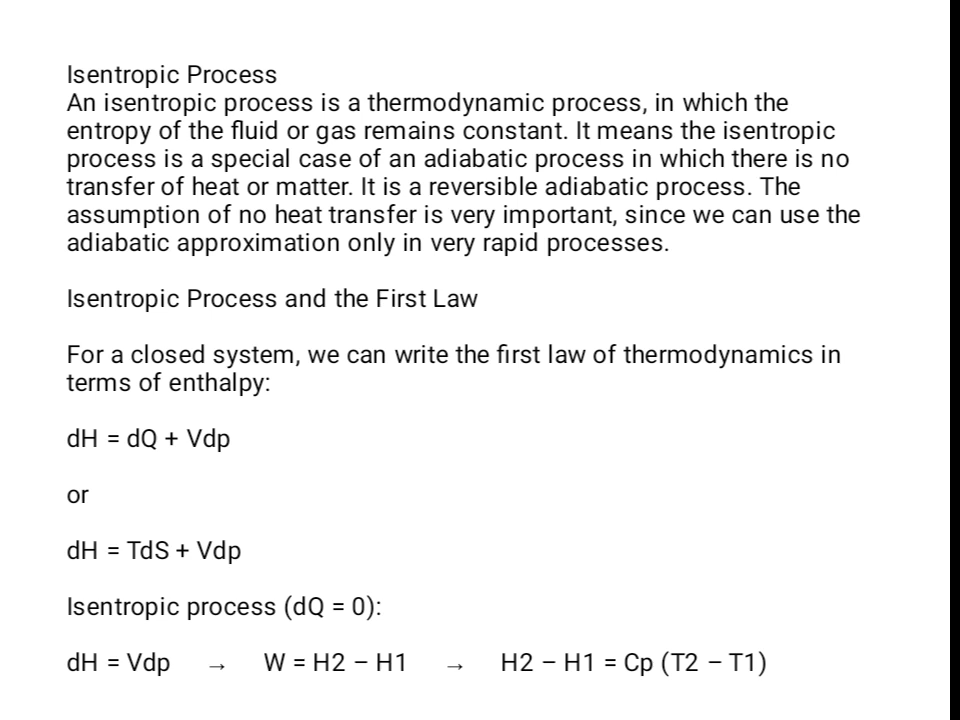 Isentropic Process
An isentropic process is a thermodynamic process, in which the
entropy of the fluid or gas remains constant. It means the isentropic
process is a special case of an adiabatic process in which there is no
transfer of heat or matter. It is a reversible adiabatic process. The
assumption of no heat transfer is very important, since we can use the
adiabatic approximation only in very rapid processes.
Isentropic Process and the First Law
For a closed system, we can write the first law of thermodynamics in
terms of enthalpy:
dH = dQ + Vdp
or
dH = TdS + Vdp
Isentropic process (dQ = 0):
dH = Vdp → W = H2 – H1 → H2 – H1 = Cp (T2 – T1)